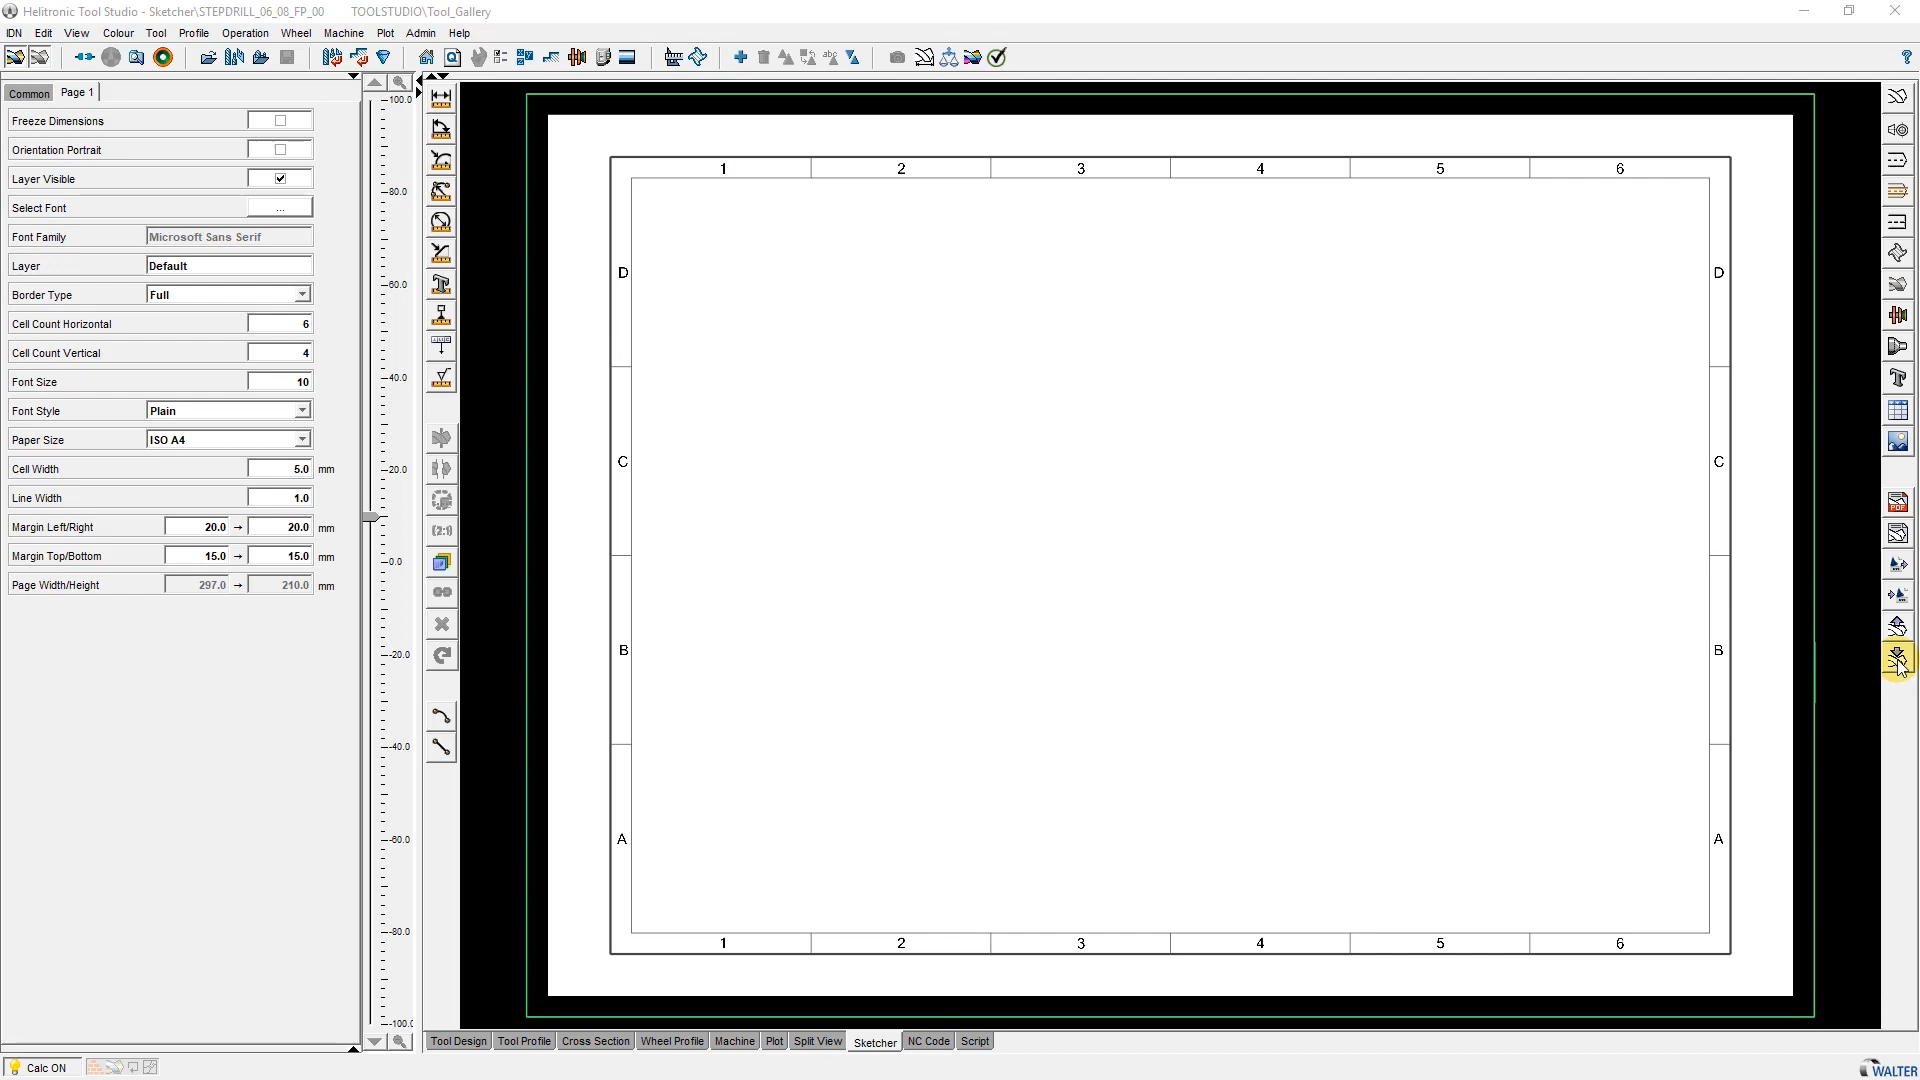 Helitronic Tool Studio - Sketcher\STEPDRILL_06_08_FP_00 TOOLSTUDIO\Tool_Gallery
IDN Edit View Colour Tool Profile Operation Wheel Machine Plot Admin Help
Common Page 1
Freeze Dimensions
Orientation Portrait
Layer Visible
Select Font ...
Font Family Microsoft Sans Serif
Layer Default
Border Type Full
Cell Count Horizontal 6
Cell Count Vertical 4
Font Size 10
Font Style Plain
Paper Size ISO A4
Cell Width 5.0 mm
Line Width 1.0
Margin Left/Right 20.0 → 20.0 mm
Margin Top/Bottom 15.0 → 15.0 mm
Page Width/Height 297.0 → 210.0 mm
100.0
80.0
60.0
40.0
20.0
0.0
-20.0
-40.0
-60.0
-80.0
-100.0
(2:1)
1 2 3 4 5 6
D D
C C
B B
A A
1 2 3 4 5 6
PDF
Tool Design Tool Profile Cross Section Wheel Profile Machine Plot Split View Sketcher NC Code Script
Calc ON
WALTER